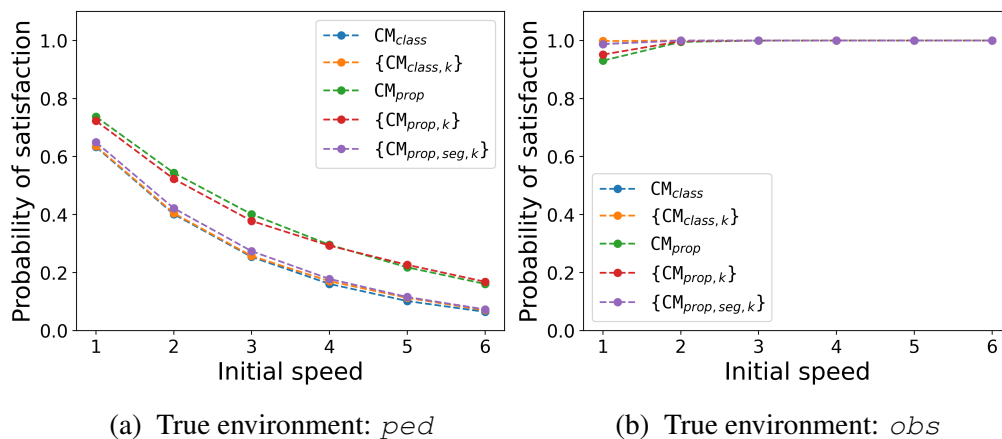 Probability of satisfaction
1.0
0.8
0.6
0.4
0.2
0.0
1 2 3 4 5 6
Initial speed
CM_class
{CM_class,k}
CM_prop
{CM_prop,k}
{CM_prop,seg,k}
(a) True environment: ped
Probability of satisfaction
1.0
0.8
0.6
0.4
0.2
0.0
1 2 3 4 5 6
Initial speed
CM_class
{CM_class,k}
CM_prop
{CM_prop,k}
{CM_prop,seg,k}
(b) True environment: obs